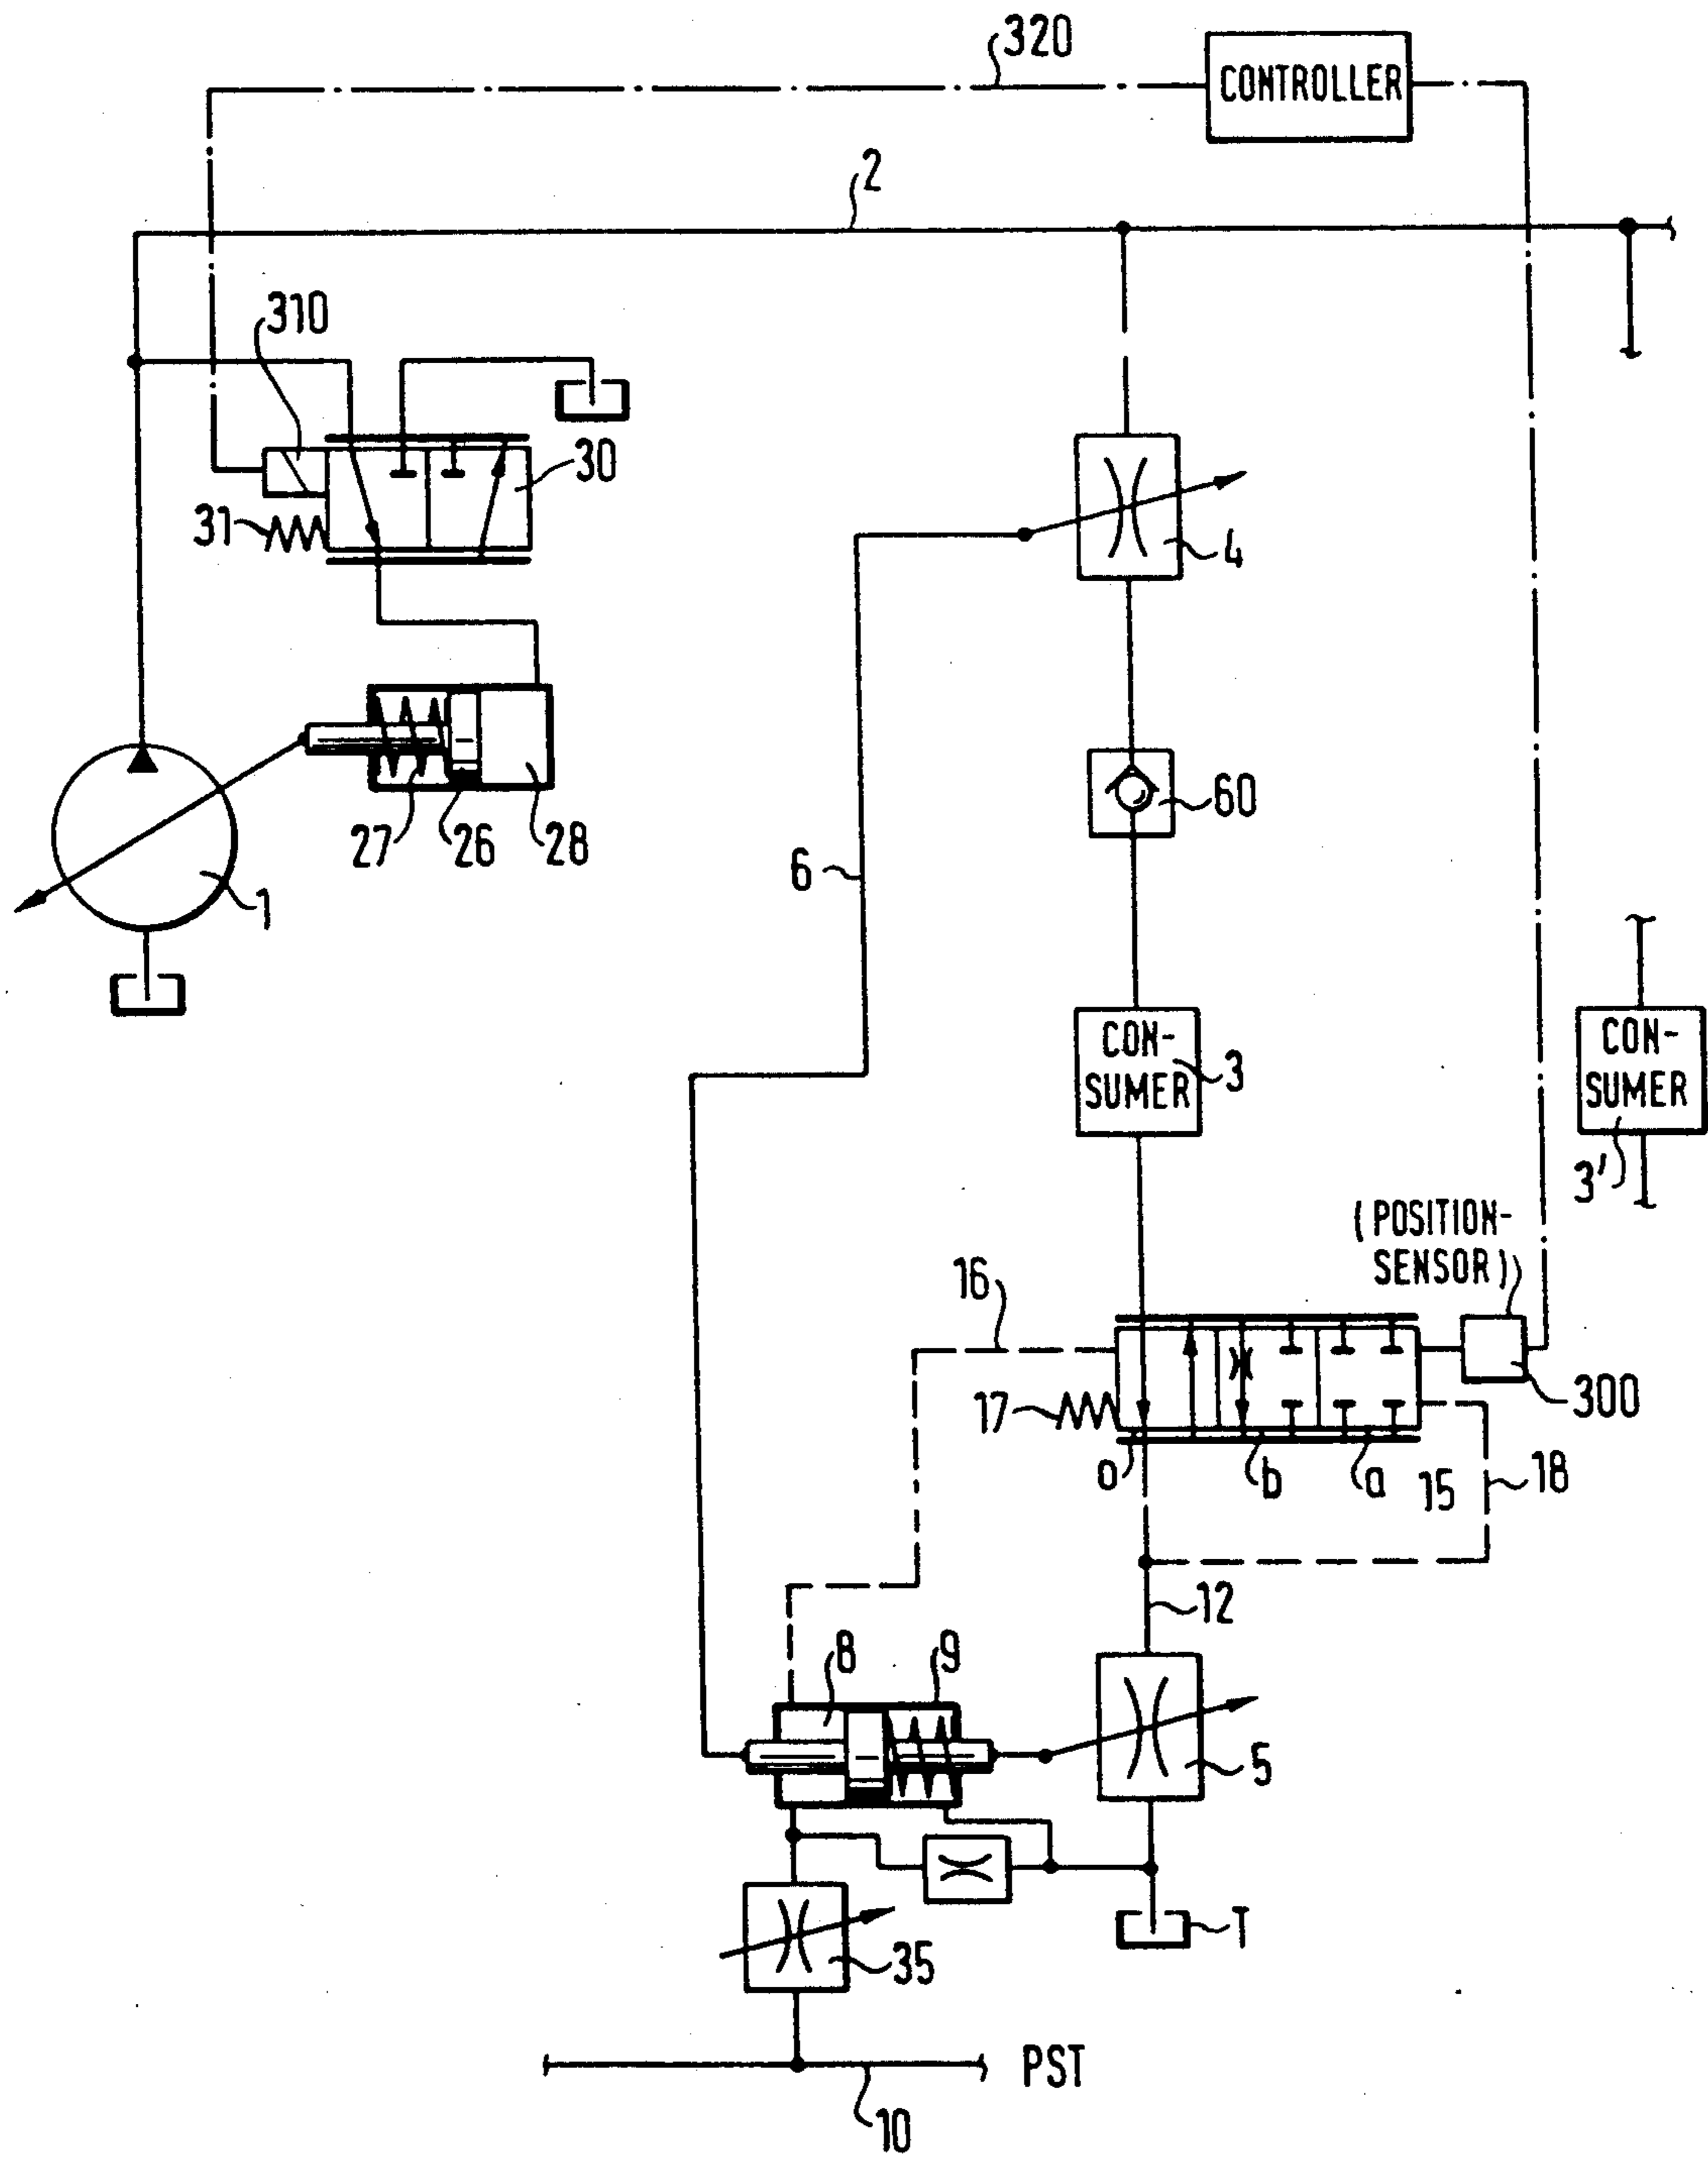 320
CONTROLLER
2
310
30
31
4
27
26
28
60
1
6
CON-
SUMER
3
CON-
SUMER
3'
(POSITION-
SENSOR)
16
17
300
o
b
a
15
18
12
8
9
5
35
T
PST
10